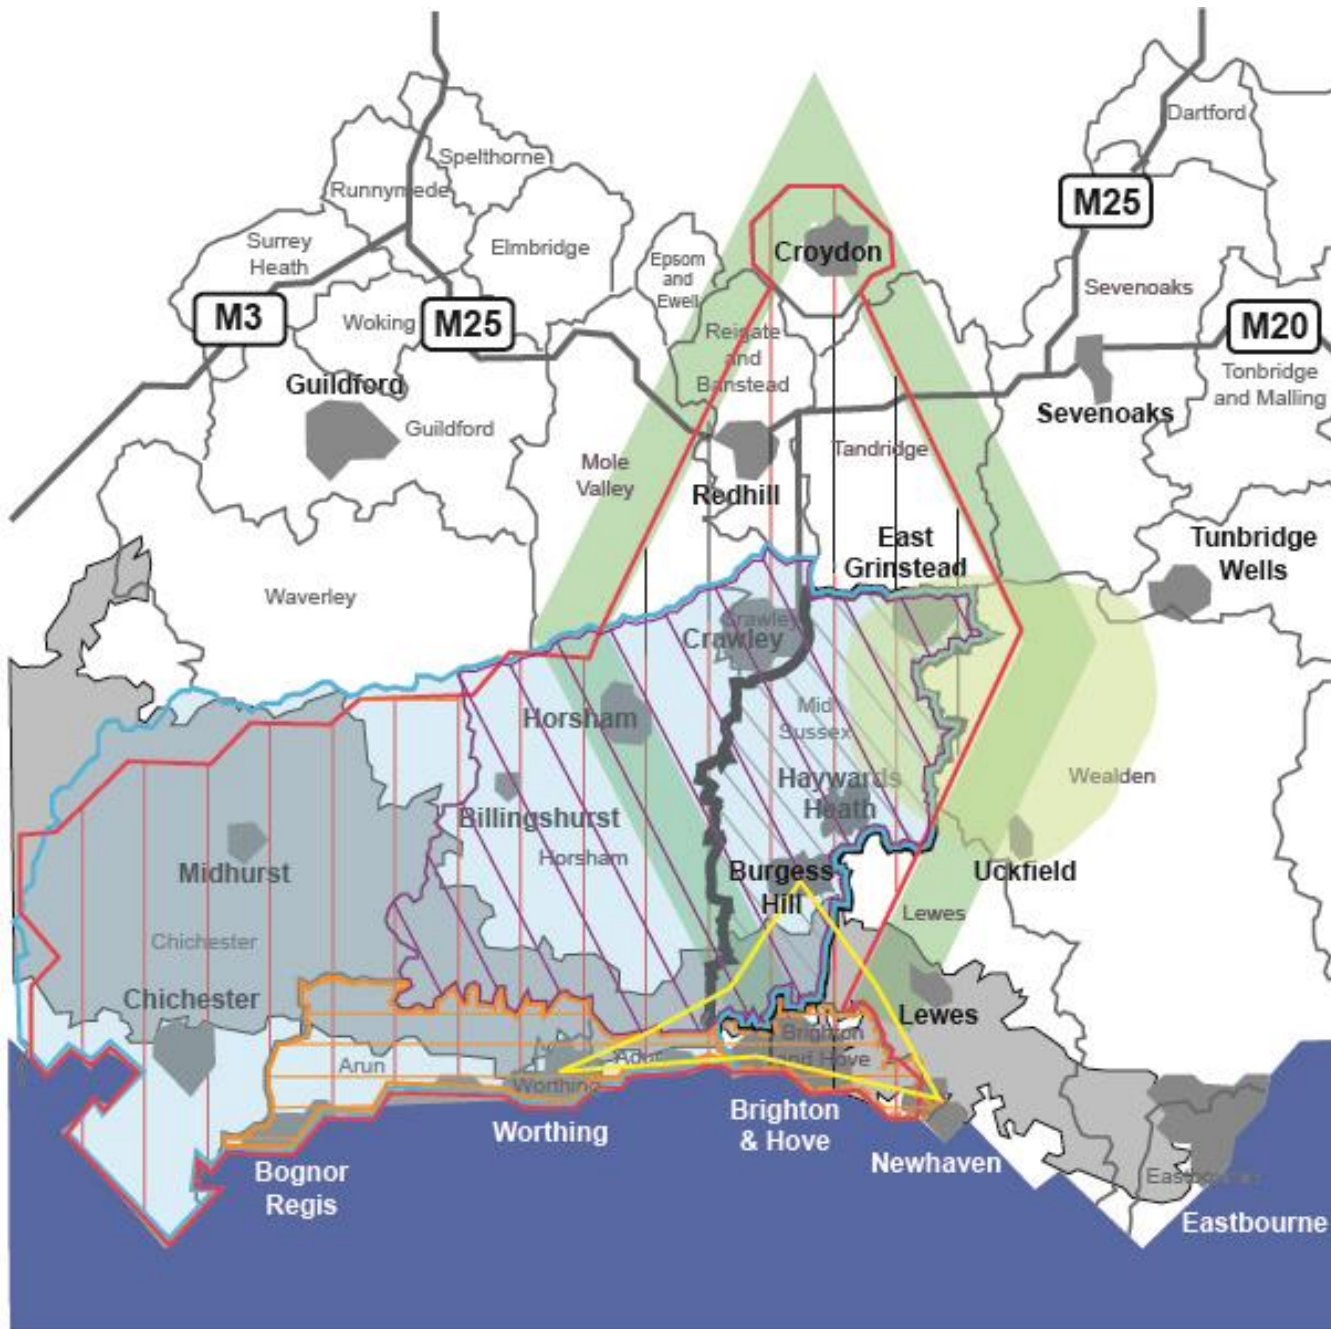 Dartford
Spelthorne
Runnymede
M25
Surrey
Heath
Elmbridge
Croydon
Epsom
and
Ewell
Sevenoaks
M3
Woking
M25
M20
Reigate
and
Banstead
Tonbridge
and Malling
Guildford
Guildford
Sevenoaks
Mole
Valley
Tandridge
Redhill
East
Grinstead
Tunbridge
Wells
Waverley
Crawley
Crawley
Horsham
Mid
Sussex
Haywards
Heath
Wealden
Billingshurst
Horsham
Midhurst
Burgess
Hill
Uckfield
Lewes
Chichester
Chichester
Lewes
Brighton
and Hove
Arun
Adur
Worthing
Worthing
Brighton
& Hove
Newhaven
Bognor
Regis
Eastbourne
Eastbourne